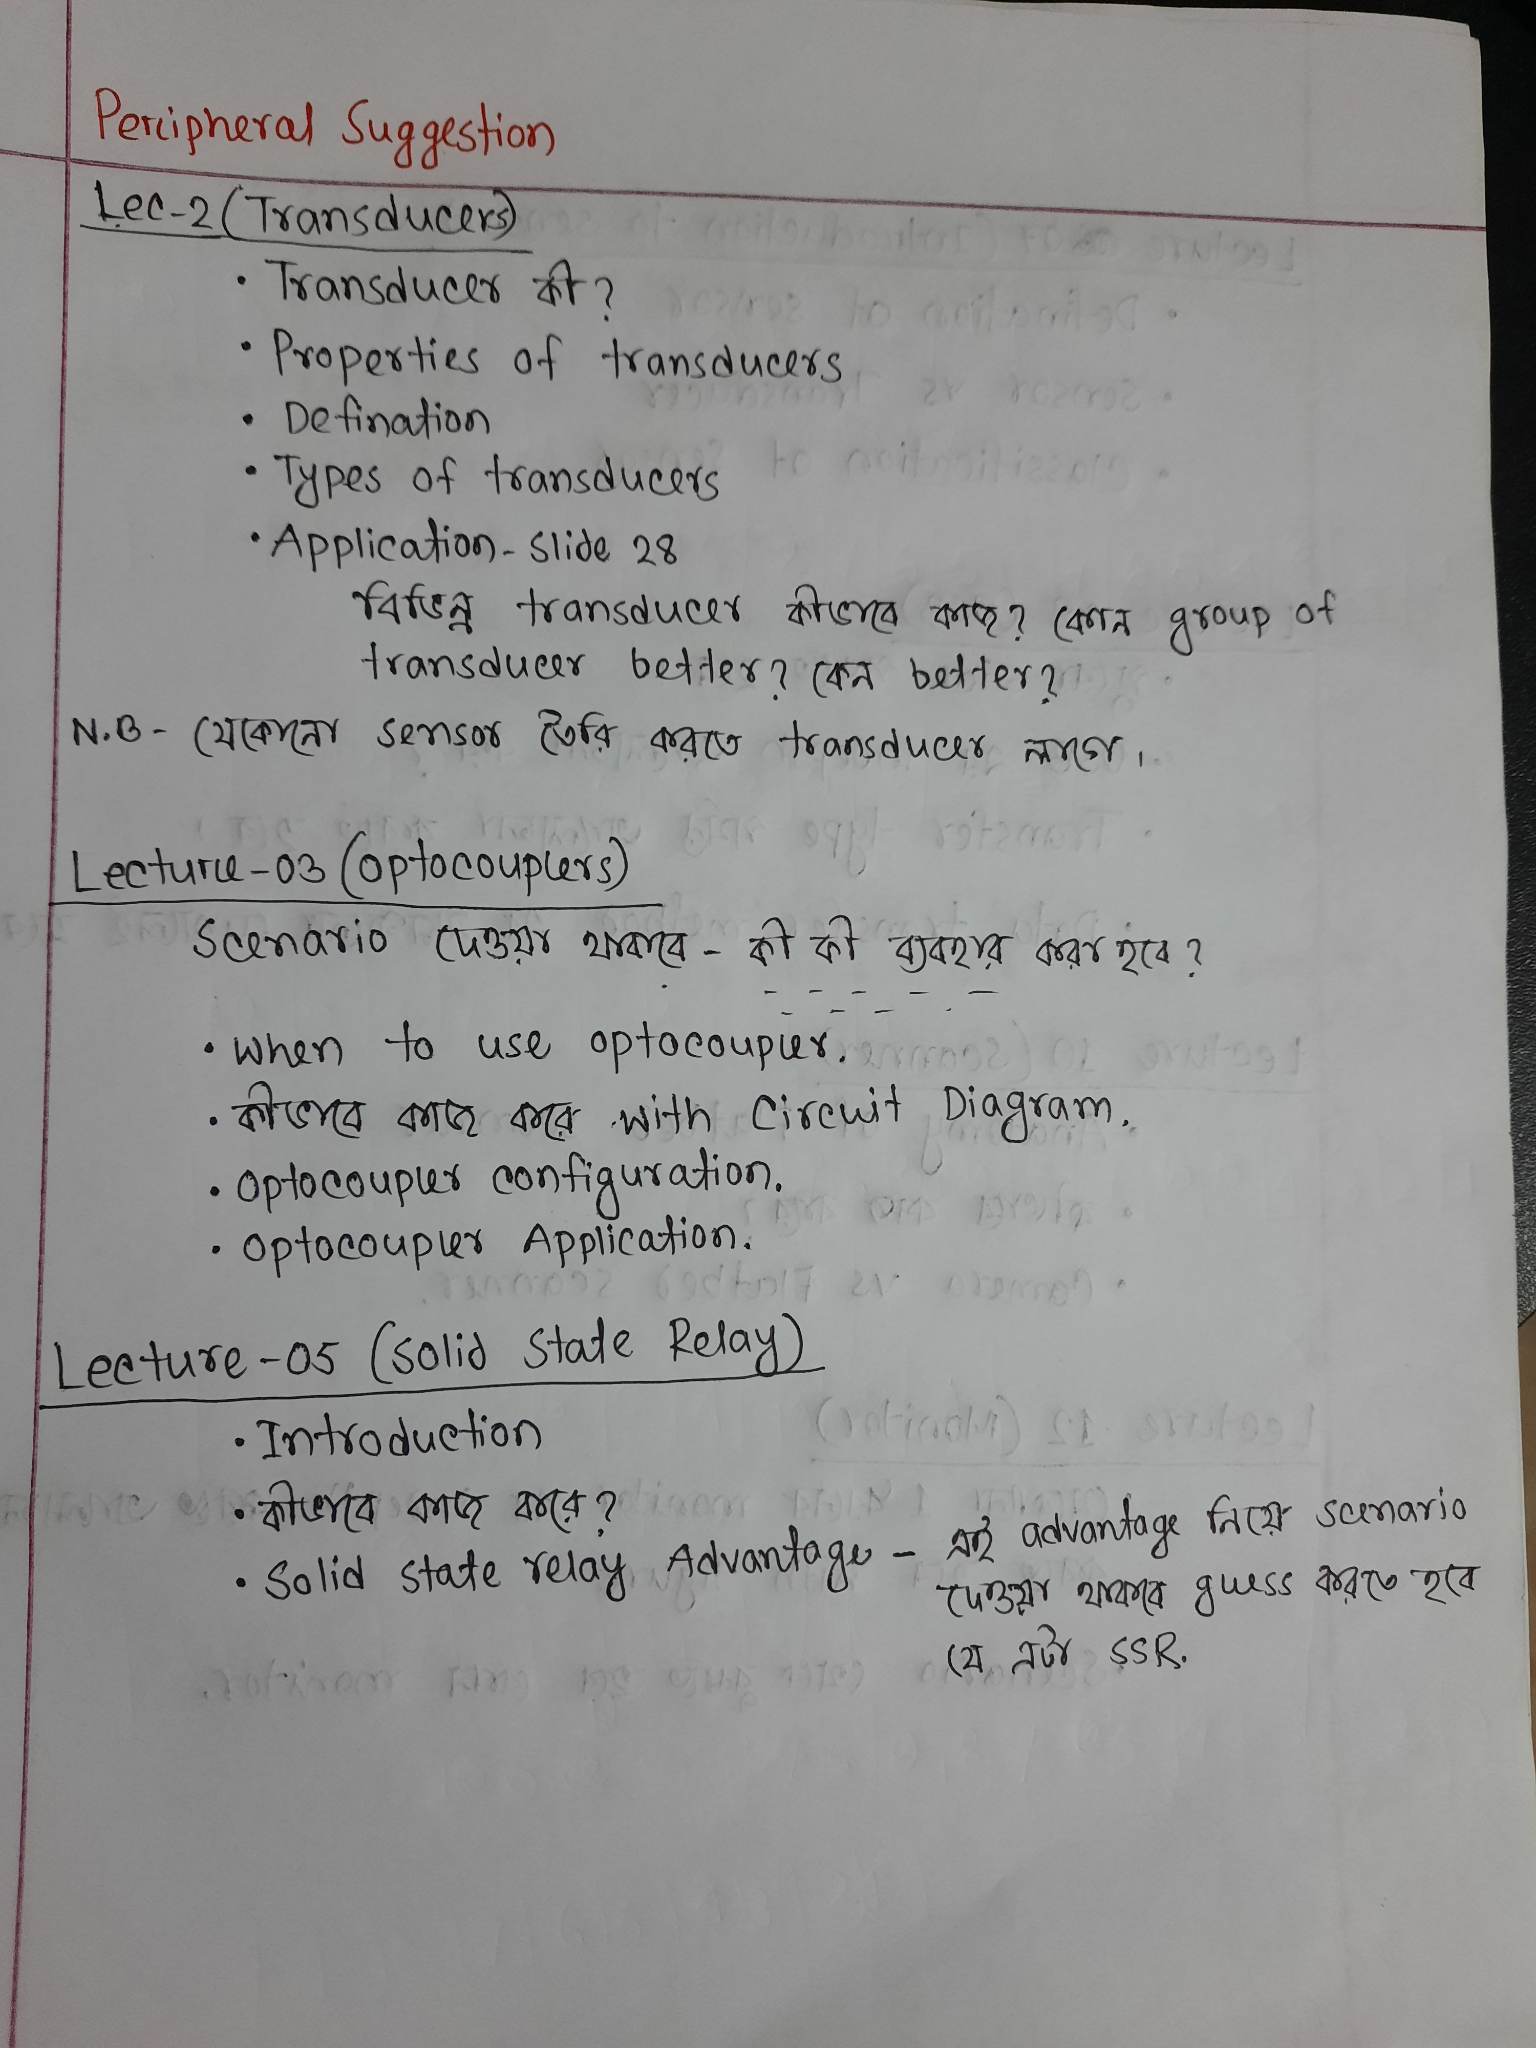 Peripheral Suggestion
Lec-2 (Transducers)
• Transducer কী?
• Properties of transducers
• Defination
• Types of transducers
• Application - Slide 28
বিভিন্ন transducer কীভাবে কাজ? কোন group of
transducer better? কেন better?
N.B - যেকোনো sensor তৈরি করতে transducer লাগে।
Lecture-03 (Optocouplers)
Scenario দেওয়া থাকবে - কী কী ব্যবহার করা হবে?
• When to use optocoupler.
• কীভাবে কাজ করে with Circuit Diagram.
• Optocoupler configuration.
• Optocoupler Application.
Lecture-05 (Solid State Relay)
• Introduction
• কীভাবে কাজ করে?
• Solid state relay Advantage - এই advantage নিয়ে scenario
দেওয়া থাকবে guess করতে হবে
যে এটা SSR.